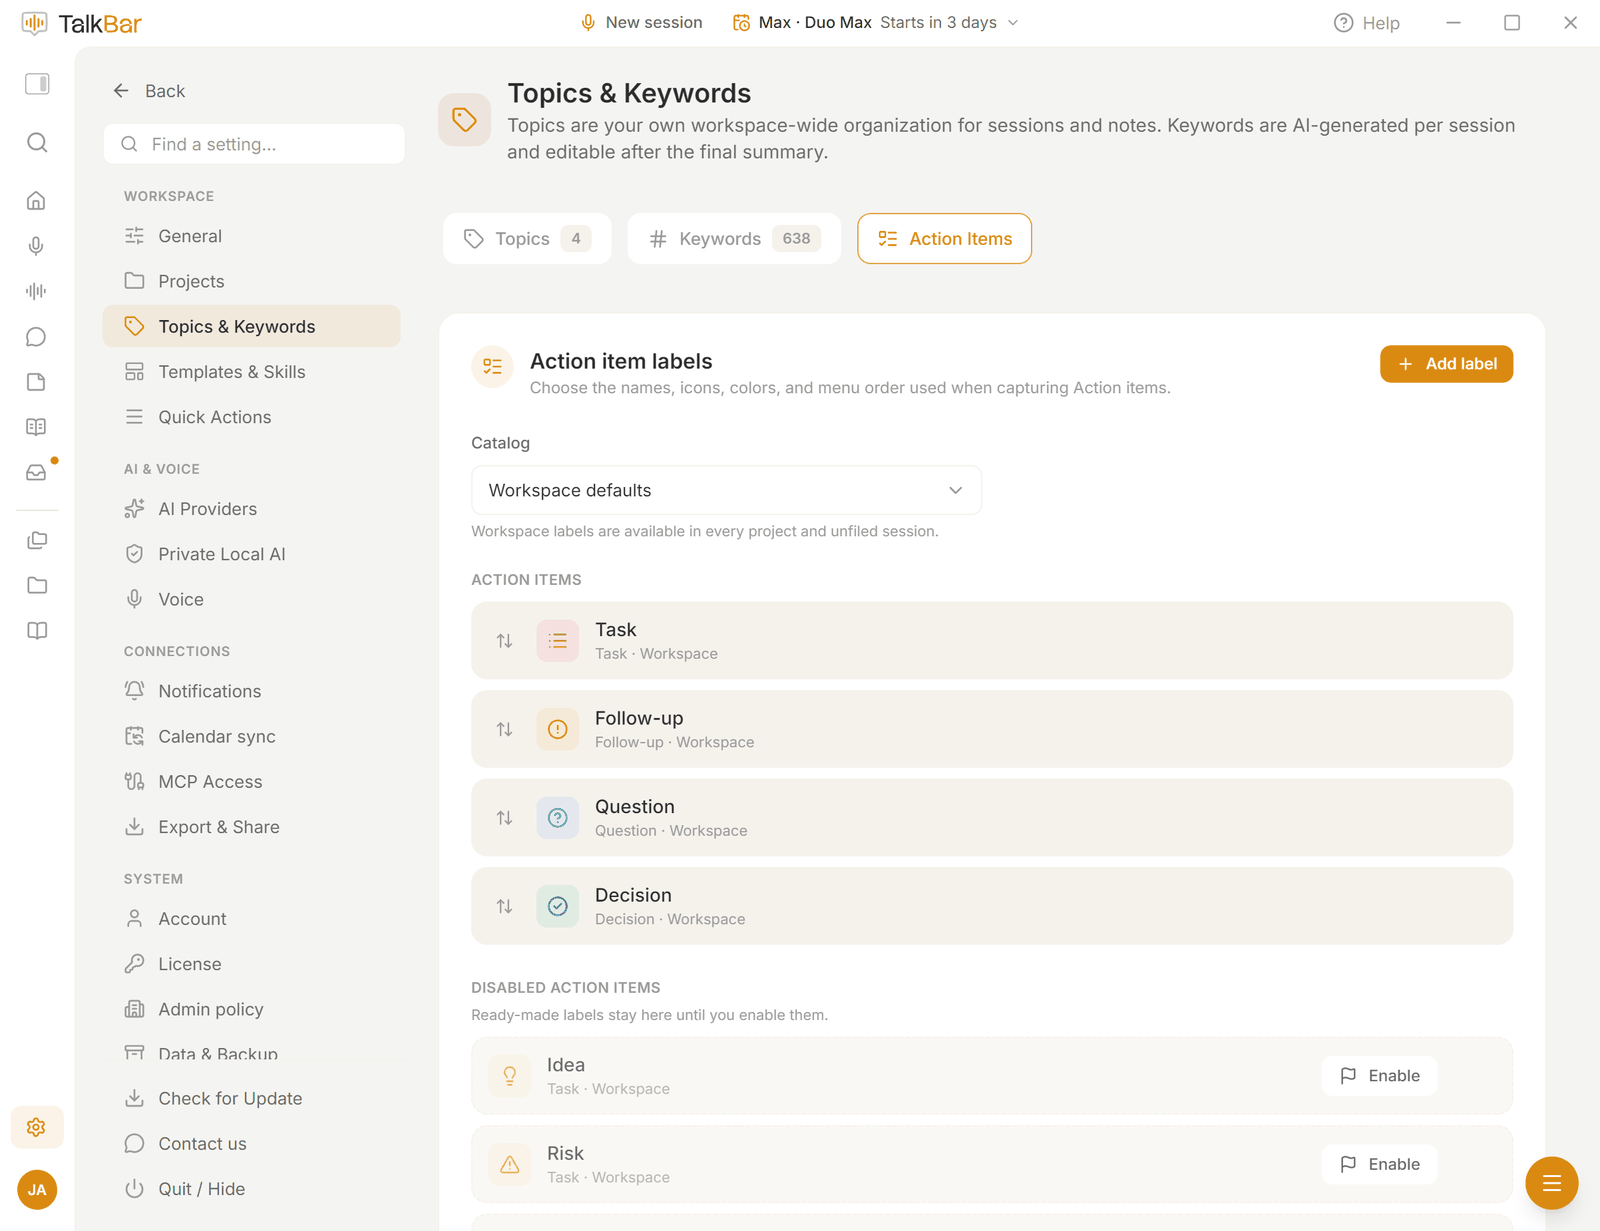 TalkBar
New session
Max · Duo Max Starts in 3 days
Help
Back
Find a setting...
WORKSPACE
General
Projects
Topics & Keywords
Templates & Skills
Quick Actions
AI & VOICE
AI Providers
Private Local AI
Voice
CONNECTIONS
Notifications
Calendar sync
MCP Access
Export & Share
SYSTEM
Account
License
Admin policy
Data & Backup
Check for Update
Contact us
Quit / Hide
JA
Topics & Keywords
Topics are your own workspace-wide organization for sessions and notes. Keywords are AI-generated per session
and editable after the final summary.
Topics 4
Keywords 638
Action Items
Action item labels
Choose the names, icons, colors, and menu order used when capturing Action items.
Add label
Catalog
Workspace defaults
Workspace labels are available in every project and unfiled session.
ACTION ITEMS
Task
Task · Workspace
Follow-up
Follow-up · Workspace
Question
Question · Workspace
Decision
Decision · Workspace
DISABLED ACTION ITEMS
Ready-made labels stay here until you enable them.
Idea
Task · Workspace
Enable
Risk
Task · Workspace
Enable